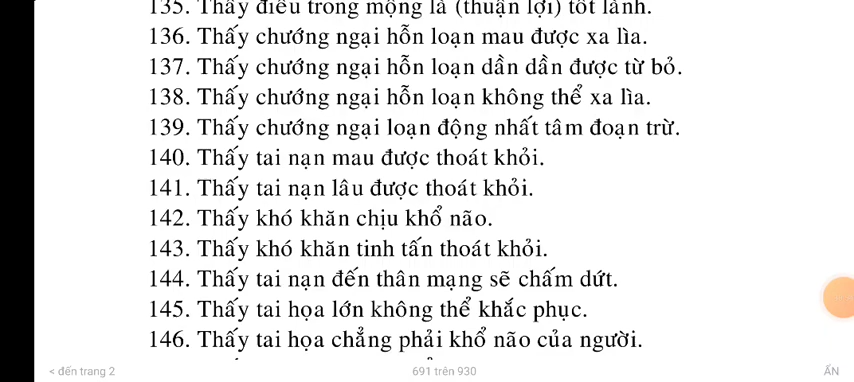 135. Thấy điều trong mộng là (thuận lợi) tốt lành.
136. Thấy chướng ngại hỗn loạn mau được xa lìa.
137. Thấy chướng ngại hỗn loạn dần dần được từ bỏ.
138. Thấy chướng ngại hỗn loạn không thể xa lìa.
139. Thấy chướng ngại loạn động nhất tâm đoạn trừ.
140. Thấy tai nạn mau được thoát khỏi.
141. Thấy tai nạn lâu được thoát khỏi.
142. Thấy khó khăn chịu khổ não.
143. Thấy khó khăn tinh tấn thoát khỏi.
144. Thấy tai nạn đến thân mạng sẽ chấm dứt.
145. Thấy tai họa lớn không thể khắc phục.
146. Thấy tai họa chẳng phải khổ não của người.
< đến trang 2 691 trên 930 ẨN